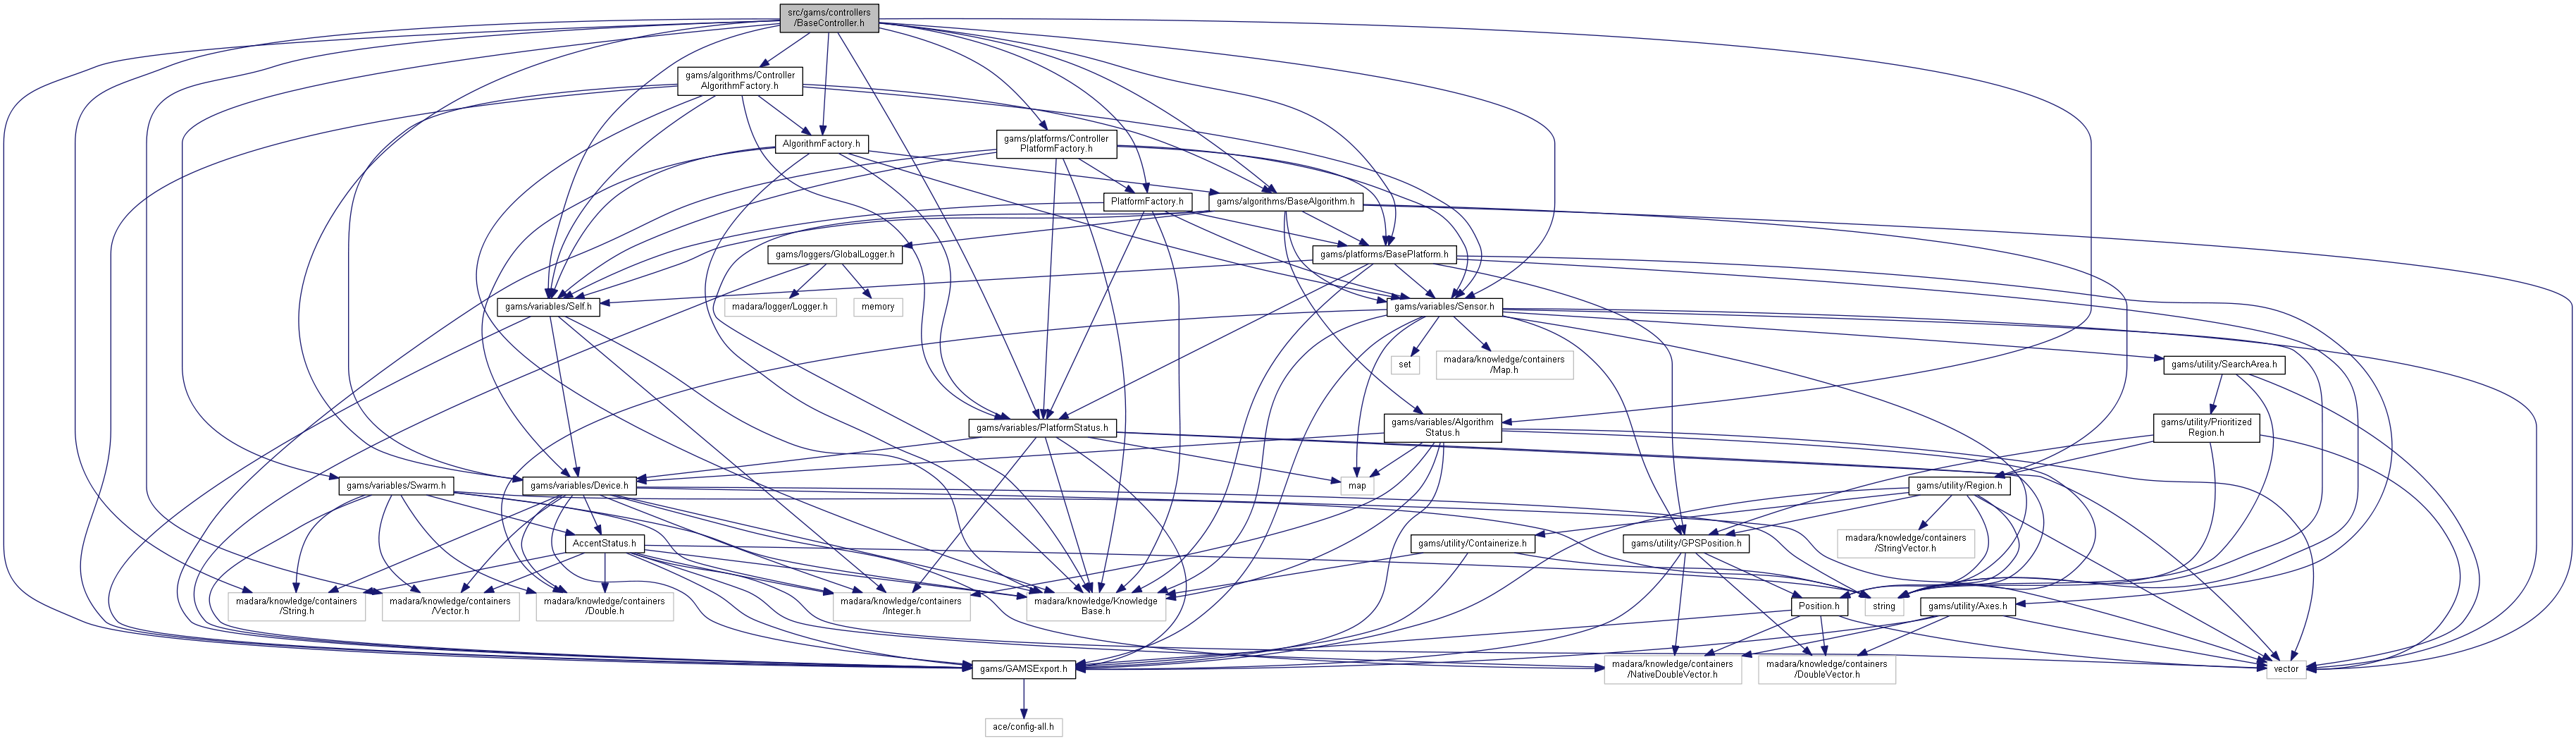 src/gams/controllers
/BaseController.h
gams/algorithms/Controller
AlgorithmFactory.h
AlgorithmFactory.h
gams/platforms/Controller
PlatformFactory.h
PlatformFactory.h
gams/algorithms/BaseAlgorithm.h
gams/loggers/GlobalLogger.h
gams/platforms/BasePlatform.h
gams/variables/Self.h
madara/logger/Logger.h
memory
gams/variables/Sensor.h
set
madara/knowledge/containers
/Map.h
gams/utility/SearchArea.h
gams/variables/PlatformStatus.h
gams/variables/Algorithm
Status.h
gams/utility/Prioritized
Region.h
gams/variables/Swarm.h
gams/variables/Device.h
map
gams/utility/Region.h
AccentStatus.h
gams/utility/Containerize.h
gams/utility/GPSPosition.h
madara/knowledge/containers
/StringVector.h
madara/knowledge/containers
/String.h
madara/knowledge/containers
/Vector.h
madara/knowledge/containers
/Double.h
madara/knowledge/containers
/Integer.h
madara/knowledge/Knowledge
Base.h
Position.h
string
gams/utility/Axes.h
gams/GAMSExport.h
madara/knowledge/containers
/NativeDoubleVector.h
madara/knowledge/containers
/DoubleVector.h
vector
ace/config-all.h